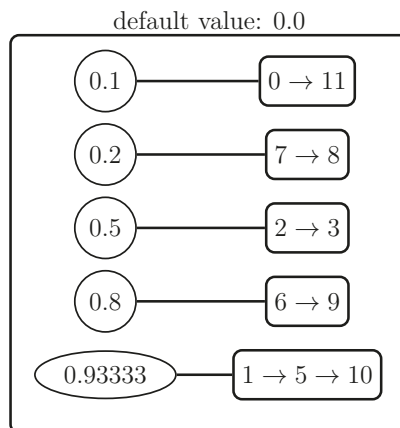 default value: 0.0
0.1 0 → 11
0.2 7 → 8
0.5 2 → 3
0.8 6 → 9
0.93333 1 → 5 → 10